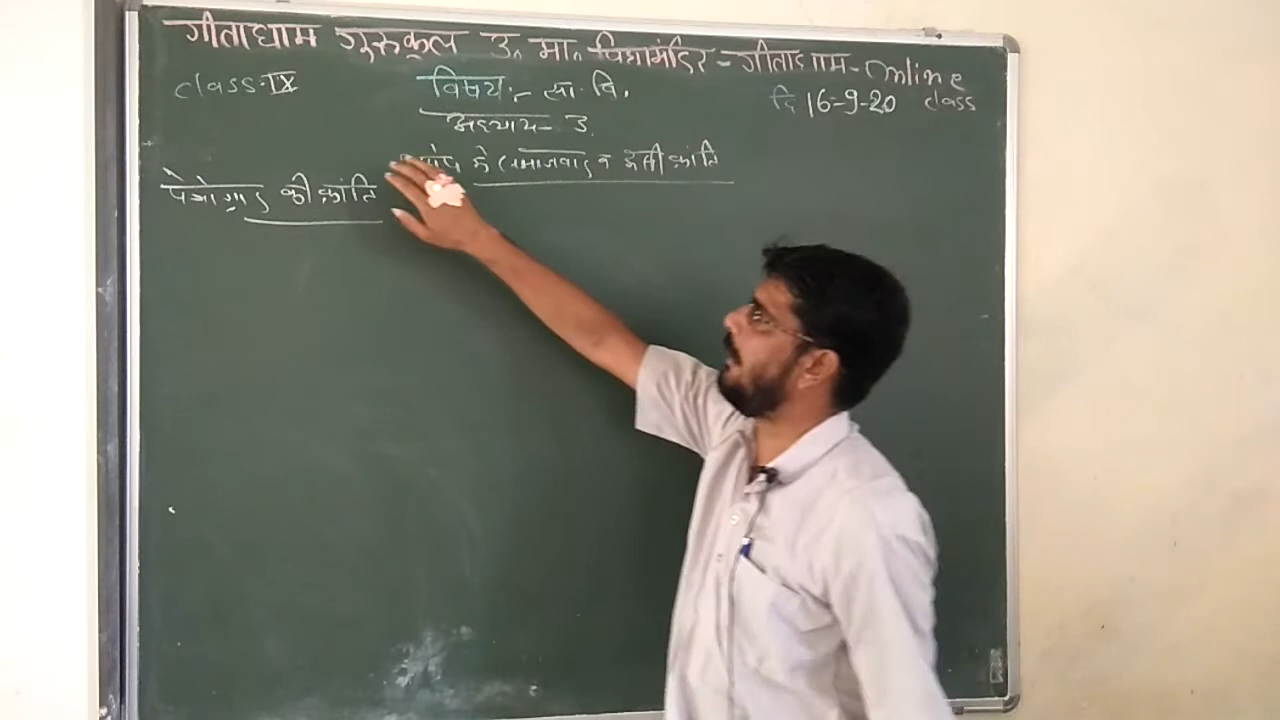 गीताधाम गुरुकुल उ. मा. विद्यामंदिर - गीताधाम - Online class
class-IX
विषय:- सा. वि.
दि 16-9-20
अध्याय- 3.
में समाजवाद व रूसी क्रांति
पेत्रोग्राद की क्रांति